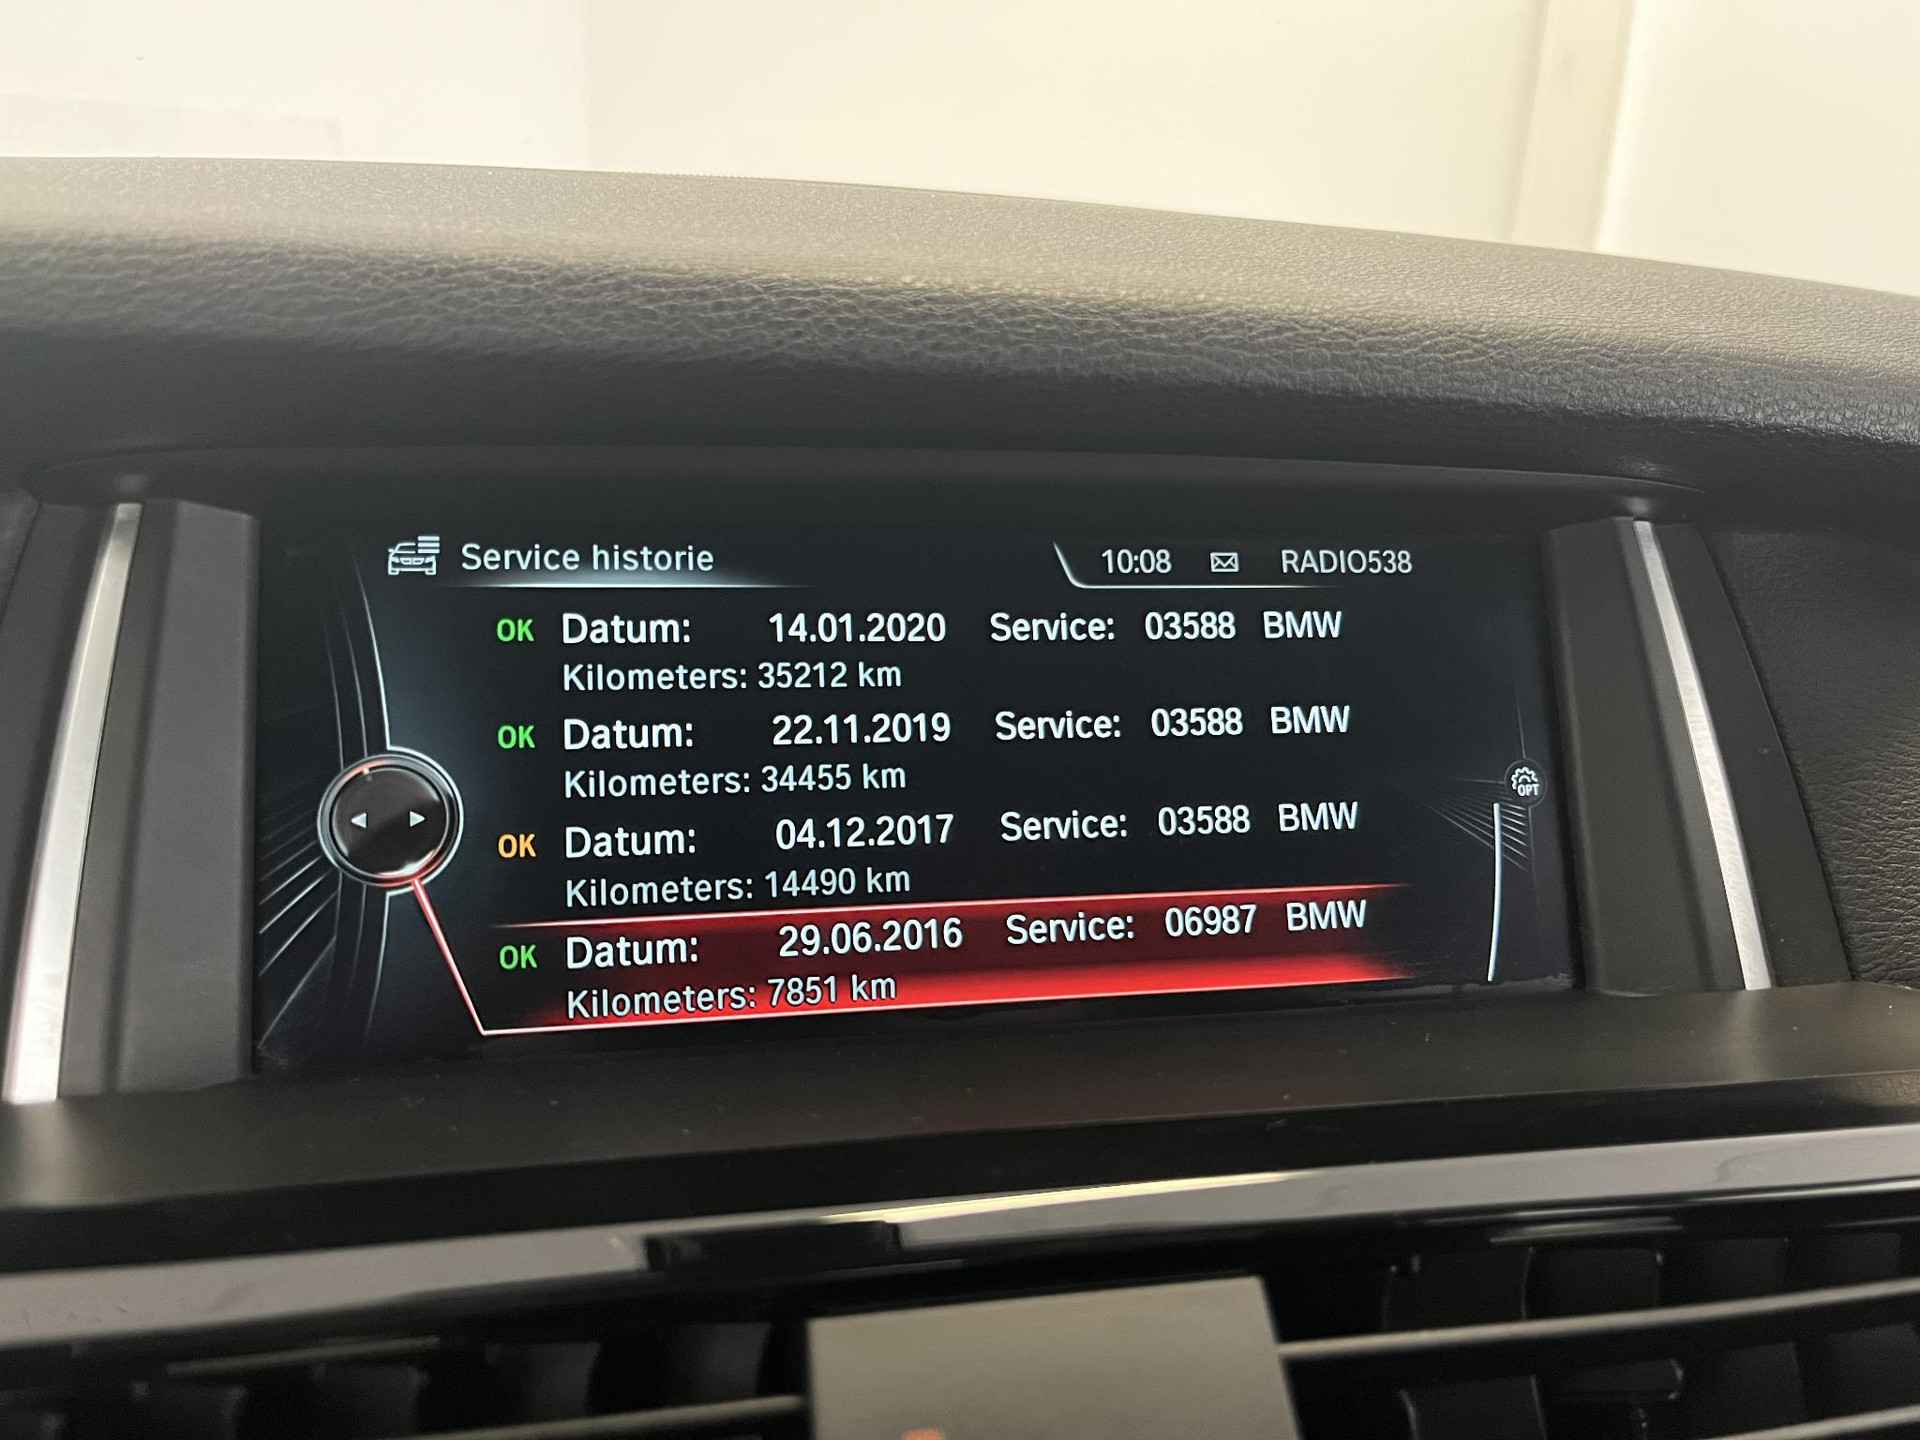 Service historie 10:08 RADIO538
OK Datum: 14.01.2020 Service: 03588 BMW
Kilometers: 35212 km
OK Datum: 22.11.2019 Service: 03588 BMW
Kilometers: 34455 km
OK Datum: 04.12.2017 Service: 03588 BMW
Kilometers: 14490 km
OPT
OK Datum: 29.06.2016 Service: 06987 BMW
Kilometers: 7851 km